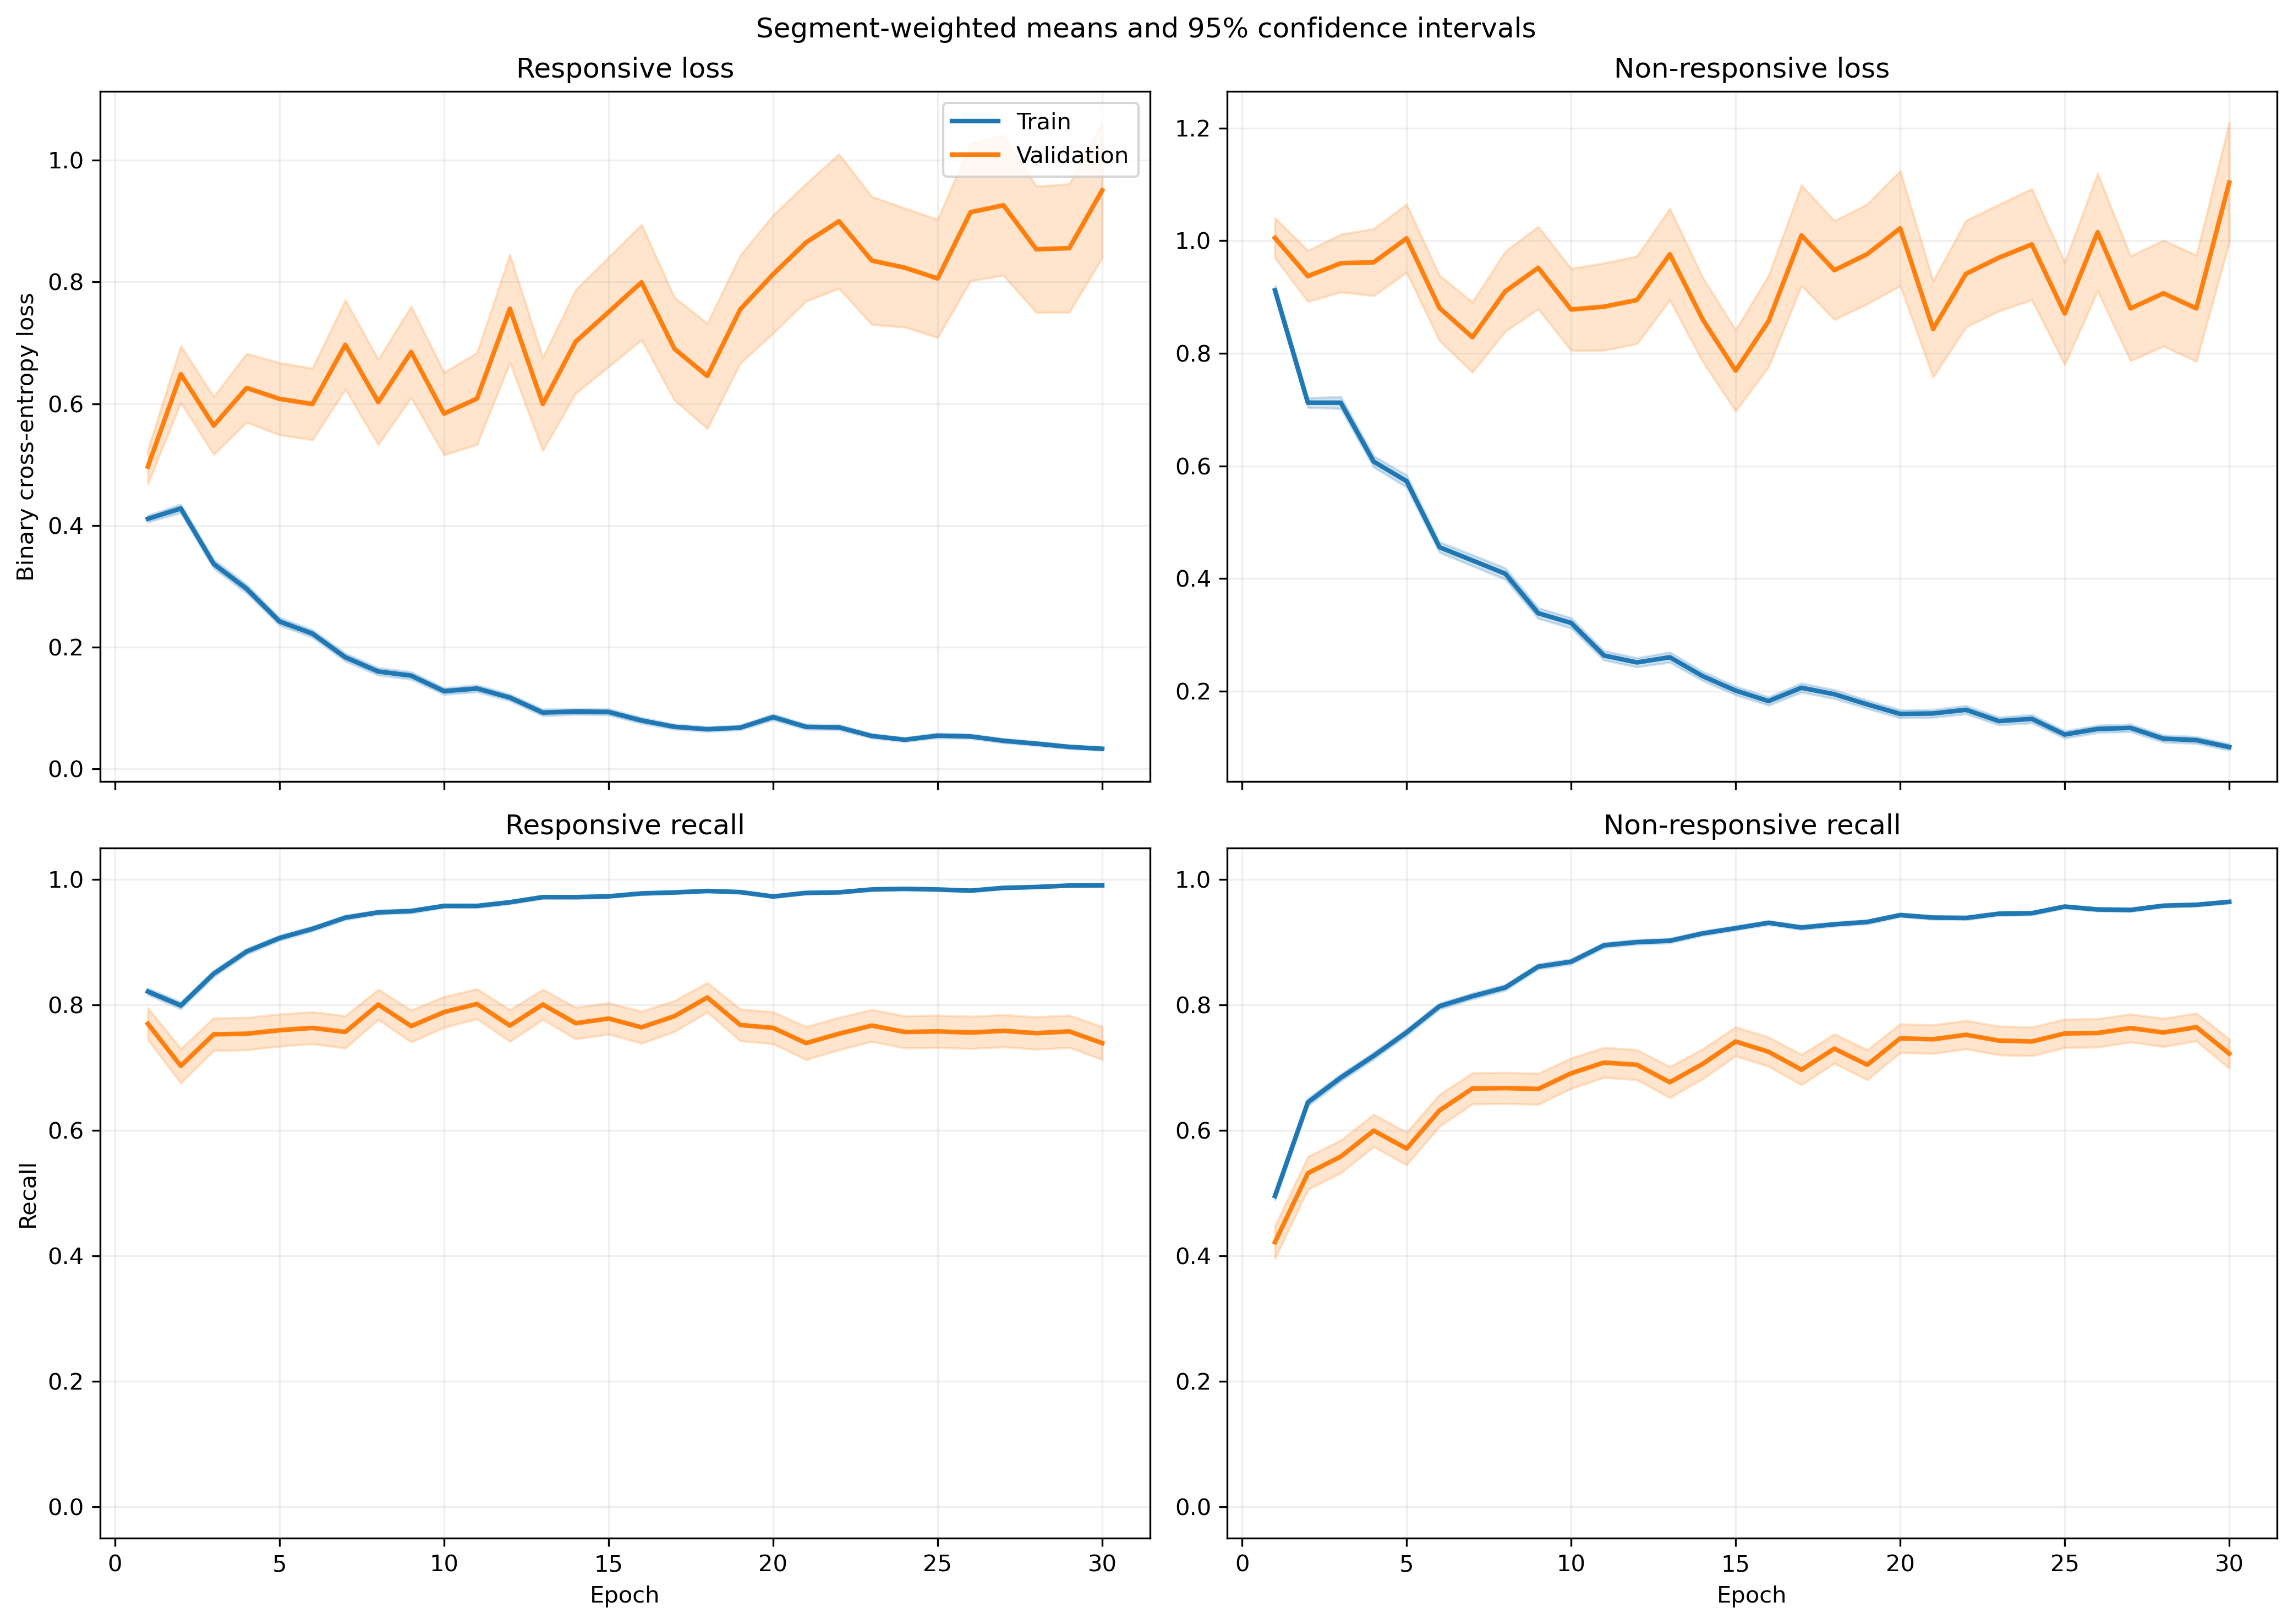 Segment-weighted means and 95% confidence intervals
Responsive loss
Non-responsive loss
Binary cross-entropy loss
1.0
0.8
0.6
0.4
0.2
0.0
Train
Validation
1.2
1.0
0.8
0.6
0.4
0.2
Responsive recall
Non-responsive recall
Recall
1.0
0.8
0.6
0.4
0.2
0.0
0 5 10 15 20 25 30
Epoch
1.0
0.8
0.6
0.4
0.2
0.0
0 5 10 15 20 25 30
Epoch